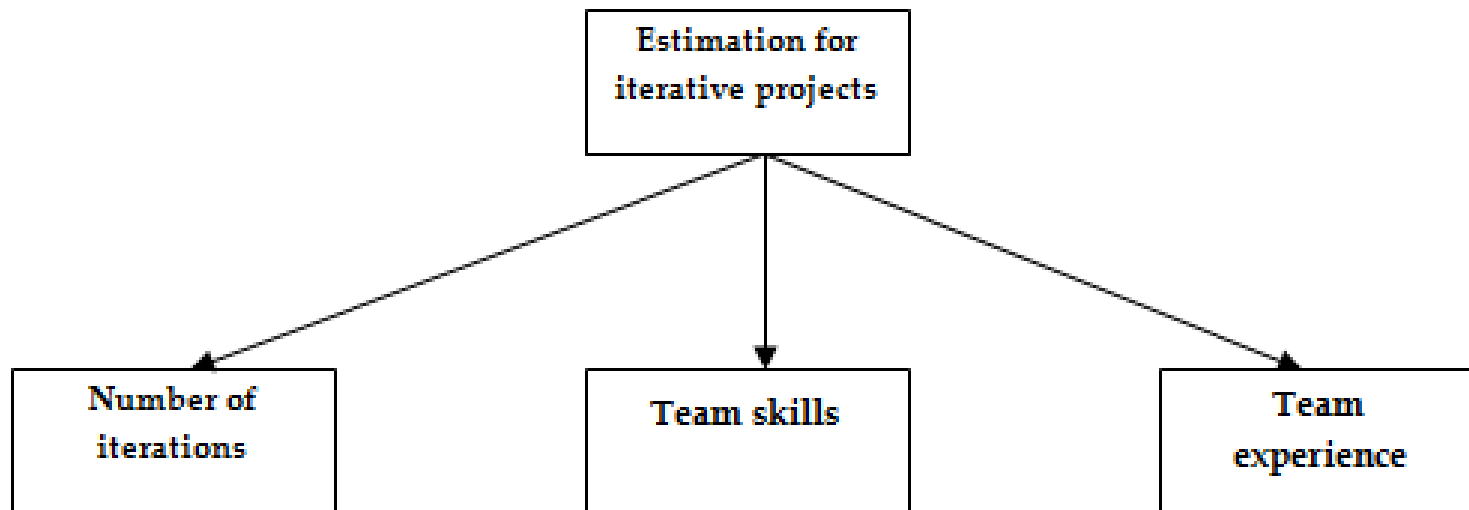 Estimation for
iterative projects
Number of
iterations
Team skills
Team
experience